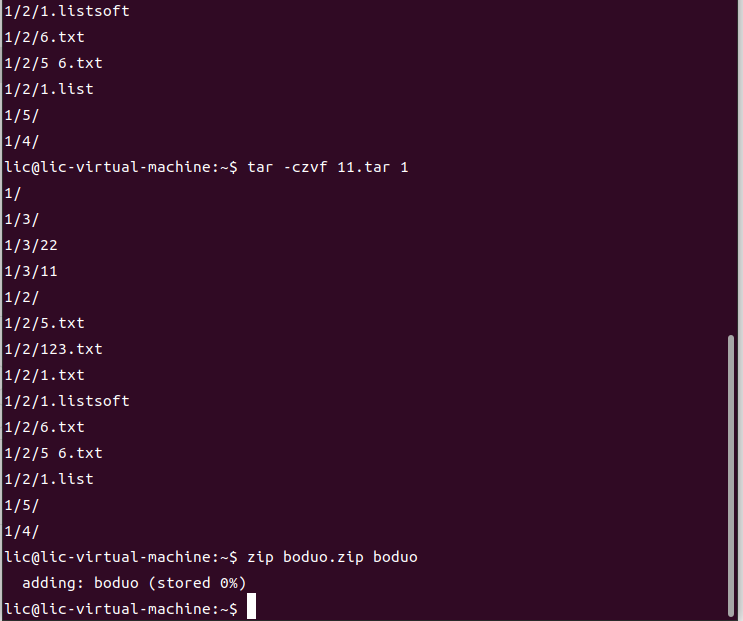 1/2/1.listsoft
1/2/6.txt
1/2/5 6.txt
1/2/1.list
1/5/
1/4/
lic@lic-virtual-machine:~$ tar -czvf 11.tar 1
1/
1/3/
1/3/22
1/3/11
1/2/
1/2/5.txt
1/2/123.txt
1/2/1.txt
1/2/1.listsoft
1/2/6.txt
1/2/5 6.txt
1/2/1.list
1/5/
1/4/
lic@lic-virtual-machine:~$ zip boduo.zip boduo
  adding: boduo (stored 0%)
lic@lic-virtual-machine:~$